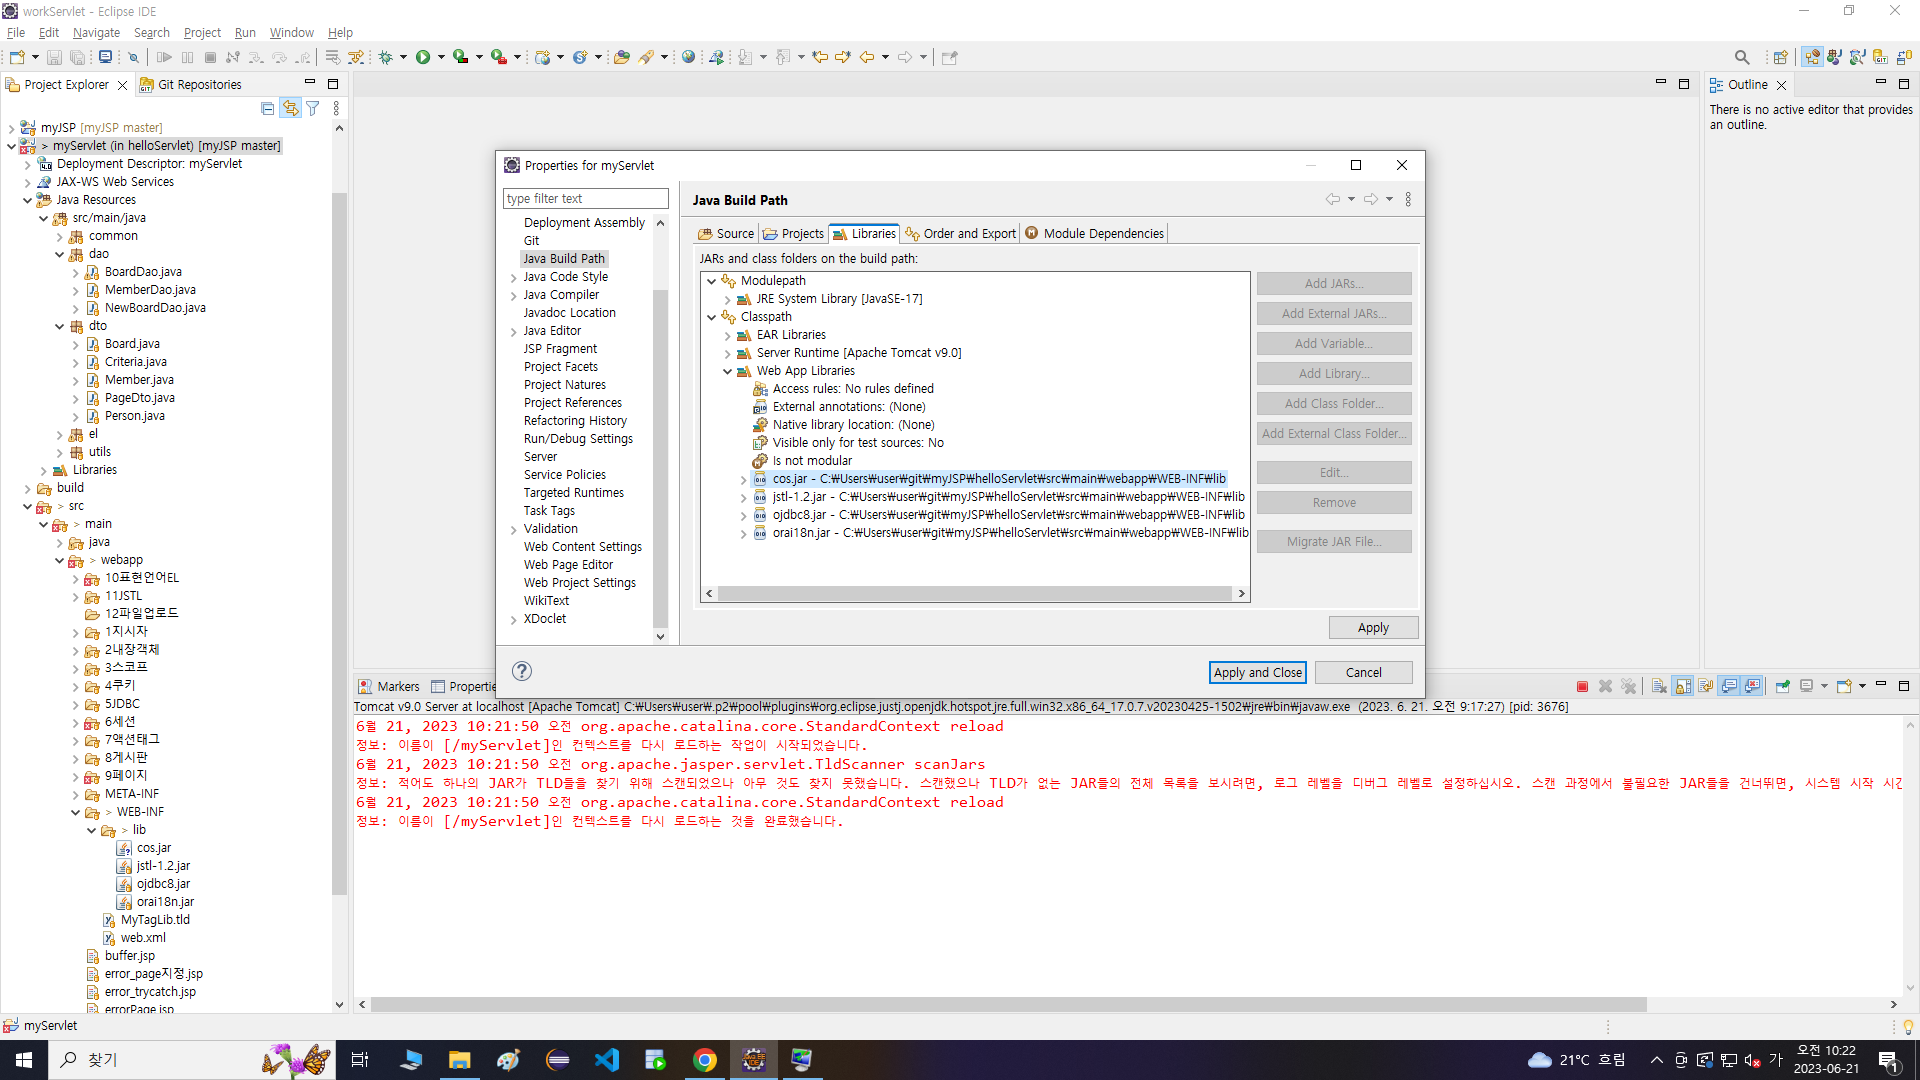 workServlet - Eclipse IDE
File Edit Navigate Search Project Run Window Help
Project Explorer
Git Repositories
myJSP [myJSP master]
> myServlet (in helloServlet) [myJSP master]
Deployment Descriptor: myServlet
JAX-WS Web Services
Java Resources
src/main/java
common
dao
BoardDao.java
MemberDao.java
NewBoardDao.java
dto
Board.java
Criteria.java
Member.java
PageDto.java
Person.java
el
utils
Libraries
build
> src
> main
java
> webapp
10표현언어EL
11JSTL
12파일업로드
1지시자
2내장객체
3스코프
4쿠키
5JDBC
6세션
7액션태그
8게시판
9페이지
META-INF
> WEB-INF
> lib
cos.jar
jstl-1.2.jar
ojdbc8.jar
orai18n.jar
MyTagLib.tld
web.xml
buffer.jsp
error_page지정.jsp
error_trycatch.jsp
errorPage.jsp
myServlet
Properties for myServlet
type filter text
Deployment Assembly
Git
Java Build Path
Java Code Style
Java Compiler
Javadoc Location
Java Editor
JSP Fragment
Project Facets
Project Natures
Project References
Refactoring History
Run/Debug Settings
Server
Service Policies
Targeted Runtimes
Task Tags
Validation
Web Content Settings
Web Page Editor
Web Project Settings
WikiText
XDoclet
Java Build Path
Source Projects Libraries Order and Export Module Dependencies
JARs and class folders on the build path:
Modulepath
JRE System Library [JavaSE-17]
Classpath
EAR Libraries
Server Runtime [Apache Tomcat v9.0]
Web App Libraries
Access rules: No rules defined
External annotations: (None)
Native library location: (None)
Visible only for test sources: No
Is not modular
cos.jar - C:₩Users₩user₩git₩myJSP₩helloServlet₩src₩main₩webapp₩WEB-INF₩lib
jstl-1.2.jar - C:₩Users₩user₩git₩myJSP₩helloServlet₩src₩main₩webapp₩WEB-INF₩lib
ojdbc8.jar - C:₩Users₩user₩git₩myJSP₩helloServlet₩src₩main₩webapp₩WEB-INF₩lib
orai18n.jar - C:₩Users₩user₩git₩myJSP₩helloServlet₩src₩main₩webapp₩WEB-INF₩lib
Add JARs...
Add External JARs...
Add Variable...
Add Library...
Add Class Folder...
Add External Class Folder...
Edit...
Remove
Migrate JAR File...
Apply
Apply and Close
Cancel
Outline
There is no active editor that provides
an outline.
Markers
Propertie
Tomcat v9.0 Server at localhost [Apache Tomcat] C:₩Users₩user₩.p2₩pool₩plugins₩org.eclipse.justj.openjdk.hotspot.jre.full.win32.x86_64_17.0.7.v20230425-1502₩jre₩bin₩javaw.exe (2023. 6. 21. 오전 9:17:27) [pid: 3676]
6월 21, 2023 10:21:50 오전 org.apache.catalina.core.StandardContext reload
정보: 이름이 [/myServlet]인 컨텍스트를 다시 로드하는 작업이 시작되었습니다.
6월 21, 2023 10:21:50 오전 org.apache.jasper.servlet.TldScanner scanJars
정보: 적어도 하나의 JAR가 TLD들을 찾기 위해 스캔되었으나 아무 것도 찾지 못했습니다. 스캔했으나 TLD가 없는 JAR들의 전체 목록을 보시려면, 로그 레벨을 디버그 레벨로 설정하십시오. 스캔 과정에서 불필요한 JAR들을 건너뛰면, 시스템 시작 시간
6월 21, 2023 10:21:50 오전 org.apache.catalina.core.StandardContext reload
정보: 이름이 [/myServlet]인 컨텍스트를 다시 로드하는 것을 완료했습니다.
찾기
21°C 흐림
가
오전 10:22
2023-06-21
1